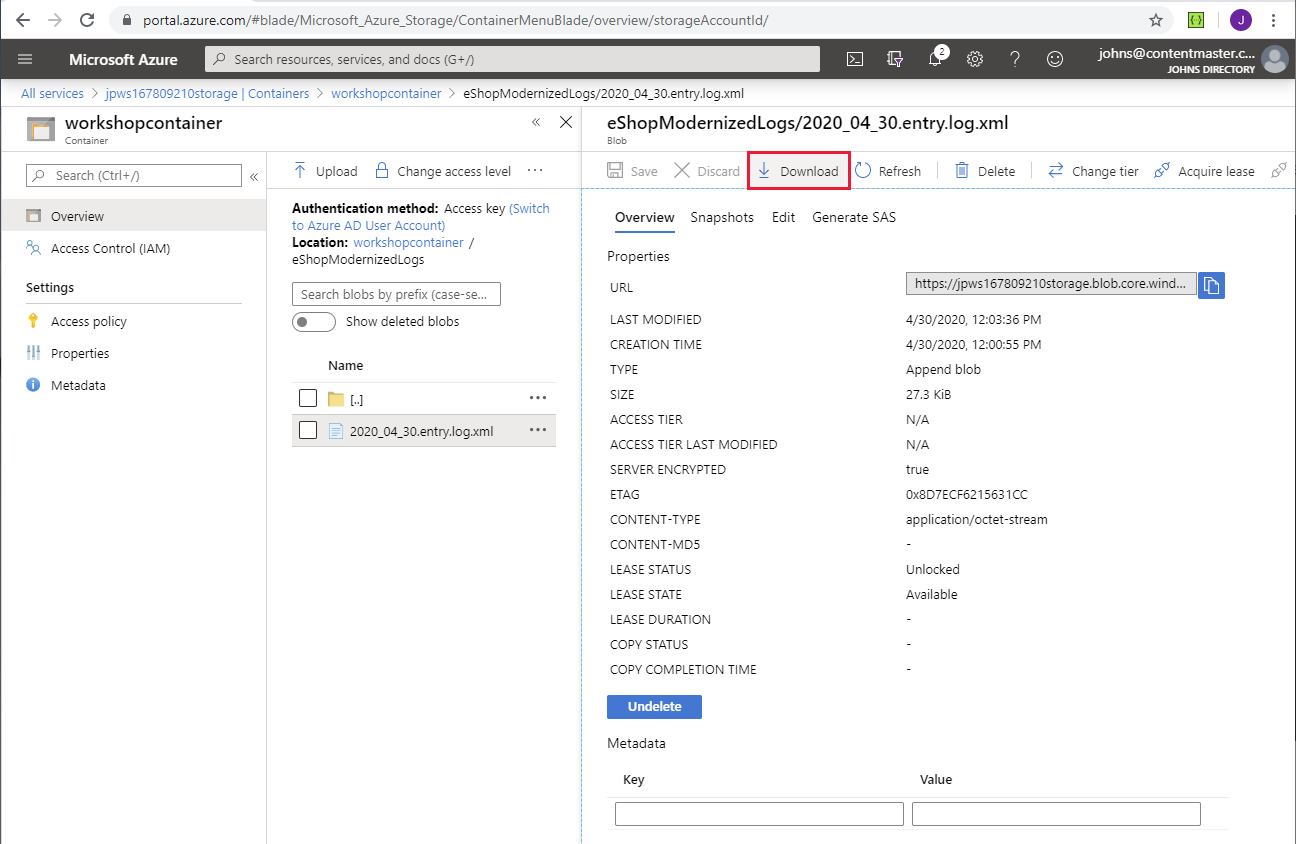 portal.azure.com/#blade/Microsoft_Azure_Storage/ContainerMenuBlade/overview/storageAccountId/
J
Microsoft Azure
Search resources, services, and docs (G+/)
2
johns@contentmaster.c...
JOHNS DIRECTORY
All services > jpws167809210storage | Containers > workshopcontainer > eShopModernizedLogs/2020_04_30.entry.log.xml
workshopcontainer
Container
Search (Ctrl+/)
Overview
Access Control (IAM)
Settings
Access policy
Properties
Metadata
Upload
Change access level
Authentication method: Access key (Switch
to Azure AD User Account)
Location: workshopcontainer /
eShopModernizedLogs
Search blobs by prefix (case-se...
Show deleted blobs
Name
[..]
2020_04_30.entry.log.xml
eShopModernizedLogs/2020_04_30.entry.log.xml
Blob
Save Discard Download Refresh Delete Change tier Acquire lease
Overview Snapshots Edit Generate SAS
Properties
URL https://jpws167809210storage.blob.core.wind...
LAST MODIFIED 4/30/2020, 12:03:36 PM
CREATION TIME 4/30/2020, 12:00:55 PM
TYPE Append blob
SIZE 27.3 KiB
ACCESS TIER N/A
ACCESS TIER LAST MODIFIED N/A
SERVER ENCRYPTED true
ETAG 0x8D7ECF6215631CC
CONTENT-TYPE application/octet-stream
CONTENT-MD5 -
LEASE STATUS Unlocked
LEASE STATE Available
LEASE DURATION -
COPY STATUS -
COPY COMPLETION TIME -
Undelete
Metadata
Key Value